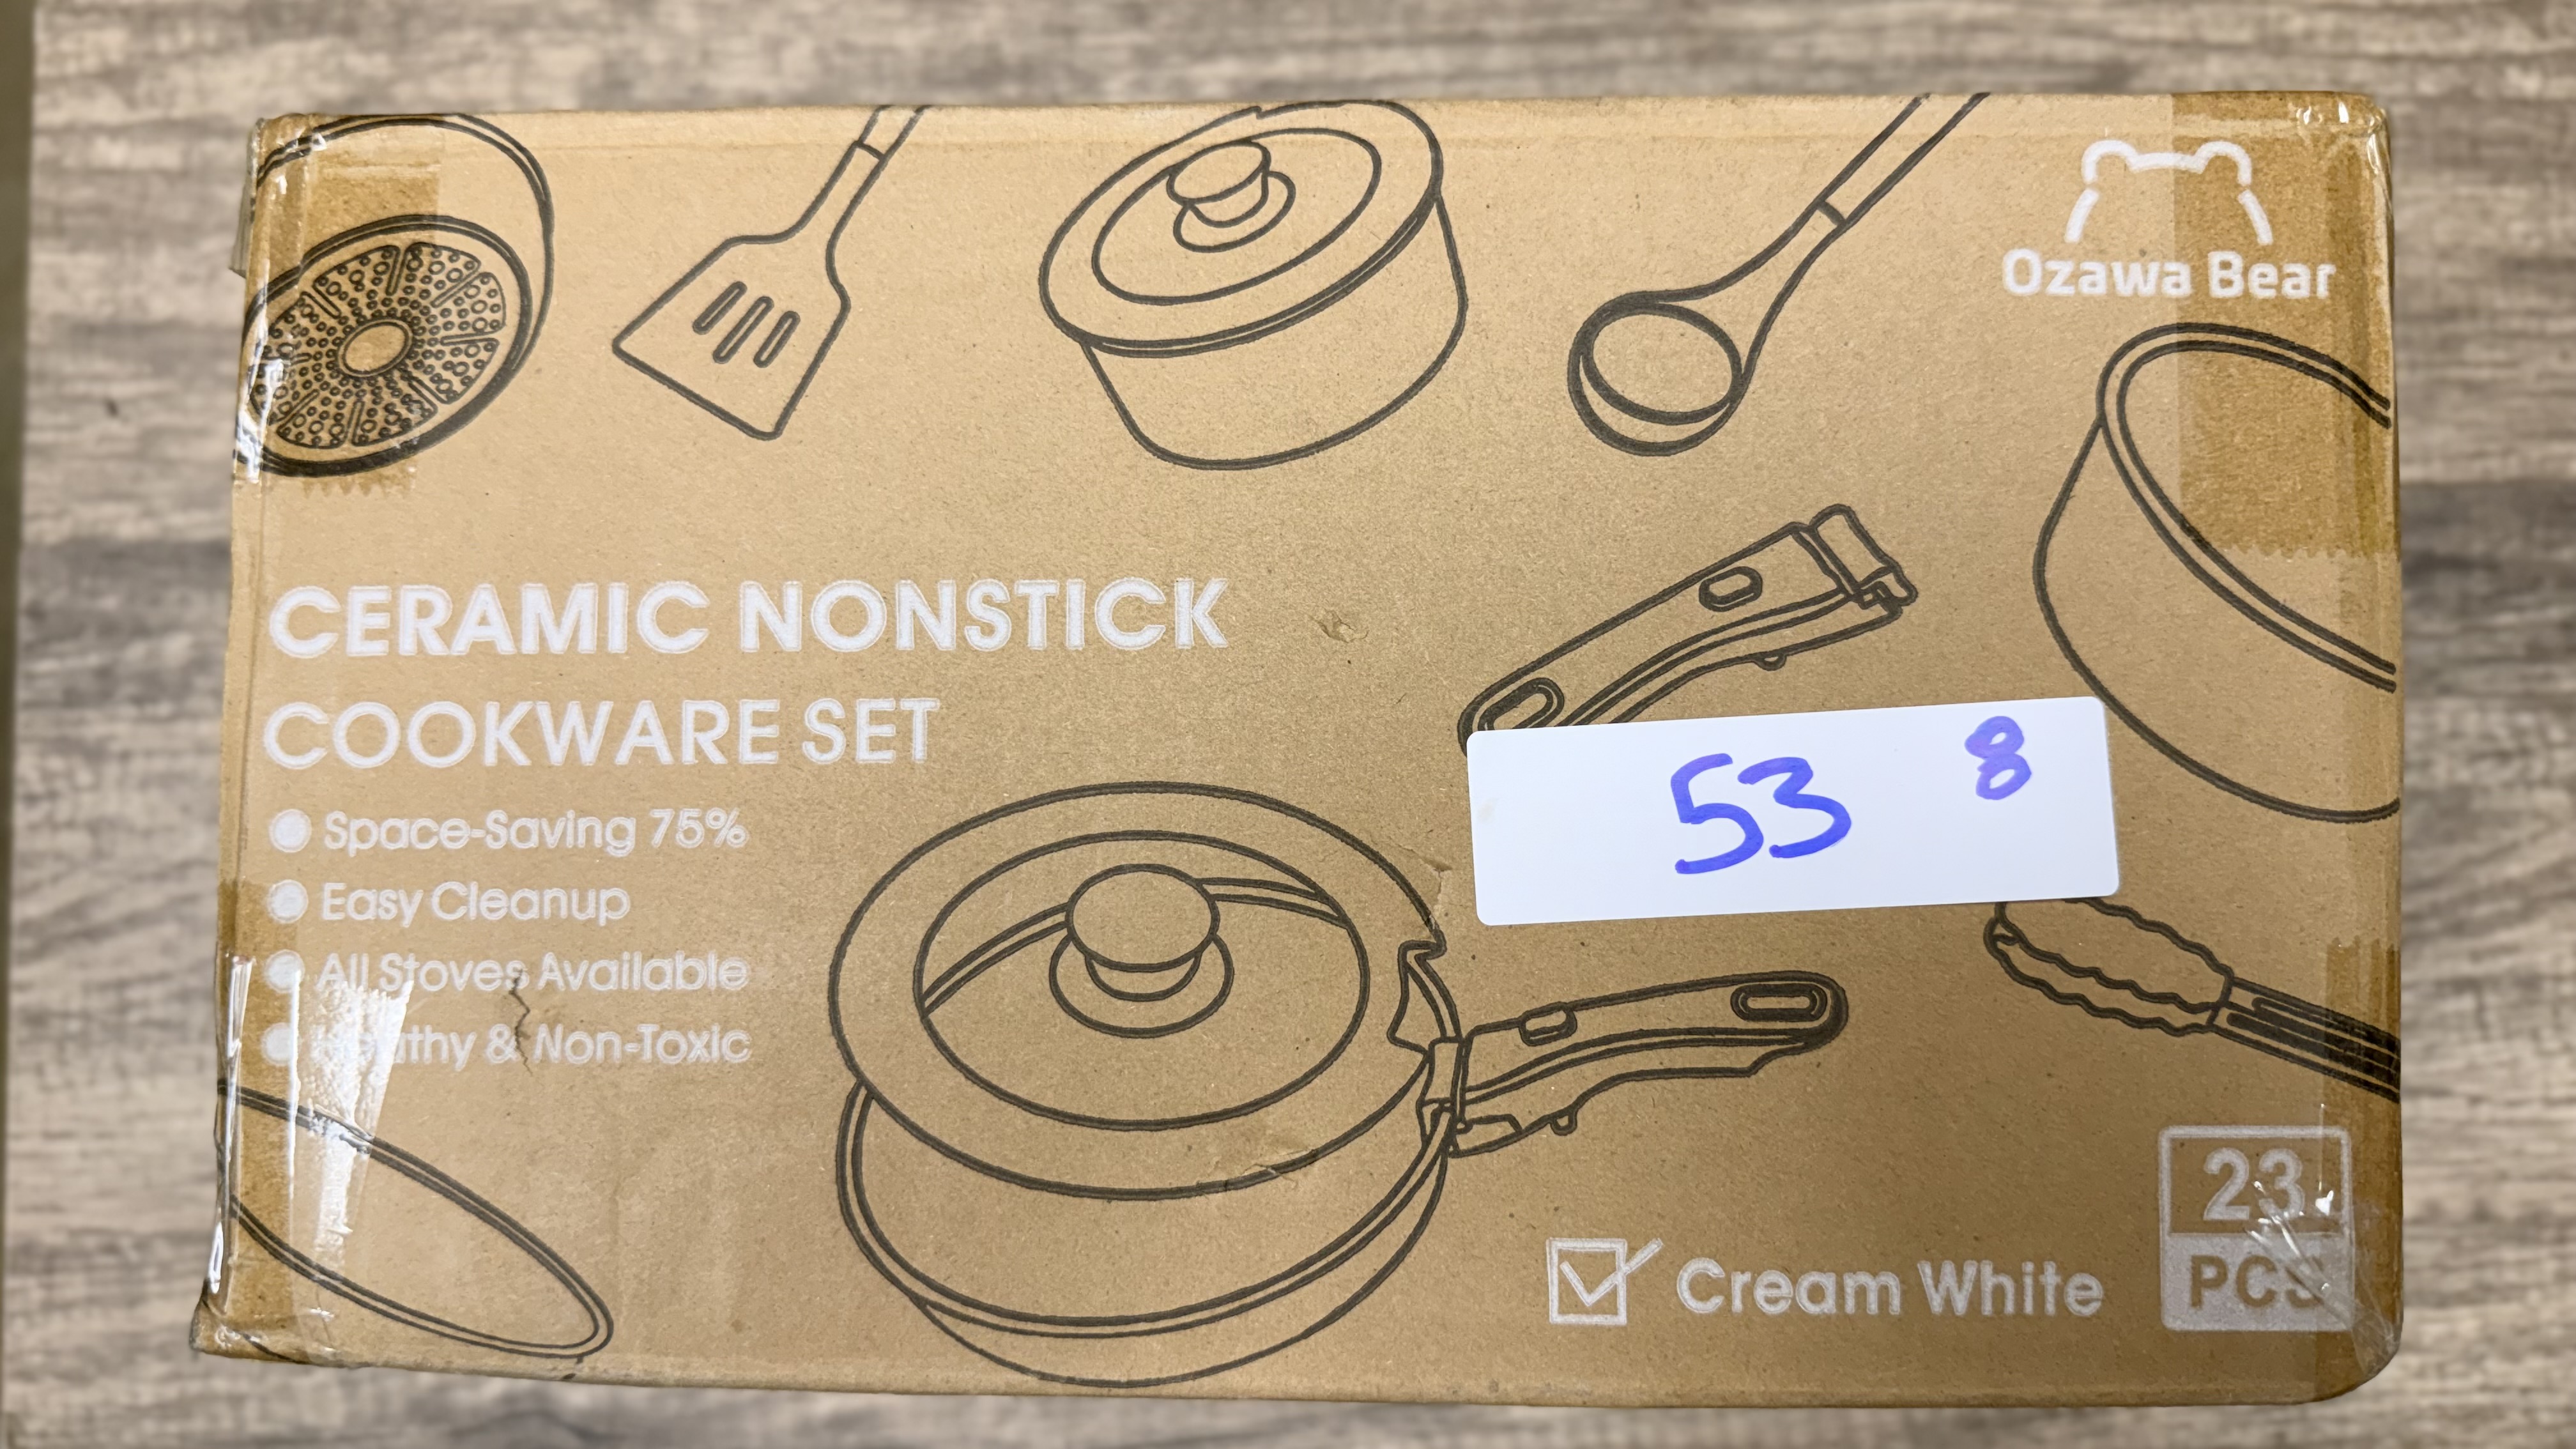 Ozawa Bear
CERAMIC NONSTICK
COOKWARE SET
Space-Saving 75%
Easy Cleanup
All Stoves Available
& Non-Toxic
53 8
Cream White
23
PCS